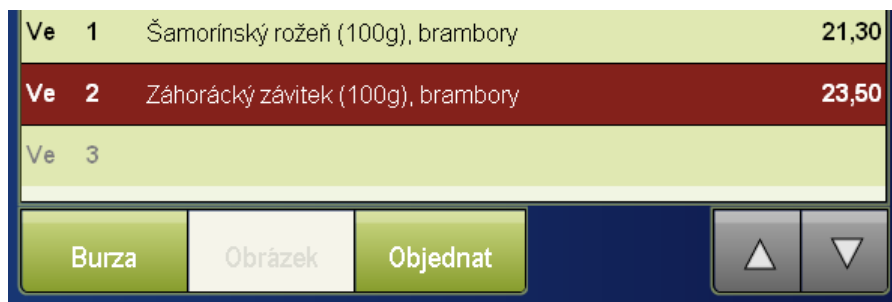 Ve 1 Šamorínský rožeň (100g), brambory 21,30
Ve 2 Záhorácký závitek (100g), brambory 23,50
Ve 3
Burza Obrázek Objednat